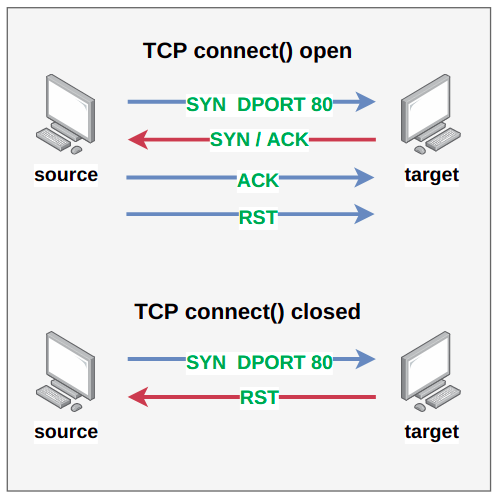 TCP connect() open
SYN DPORT 80
SYN / ACK
source
target
ACK
RST
TCP connect() closed
SYN DPORT 80
RST
source
target